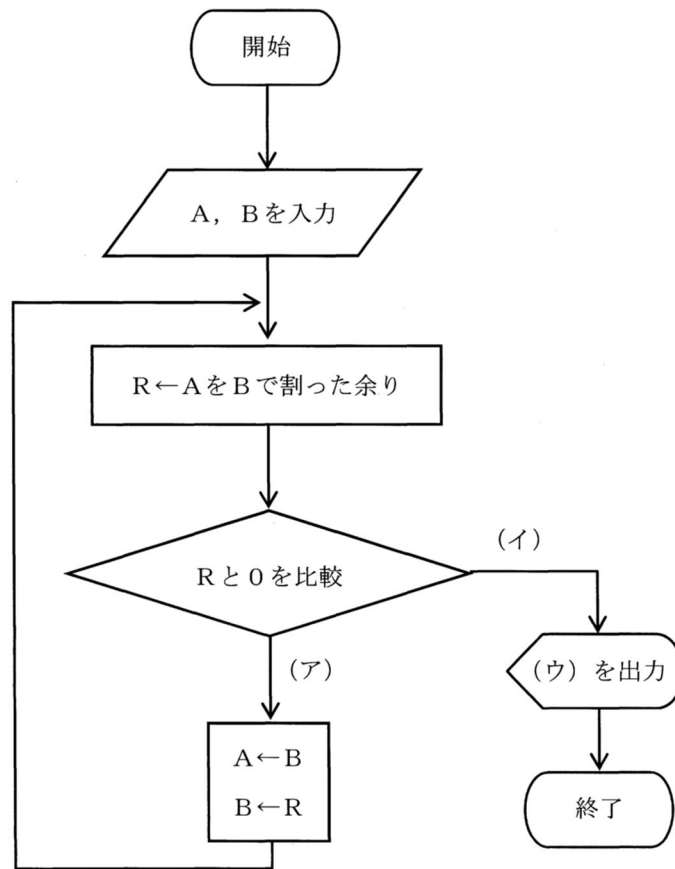 開始
A，Bを入力
R←AをBで割った余り
Rと0を比較
(イ)
(ア)
(ウ)を出力
A←B
B←R
終了